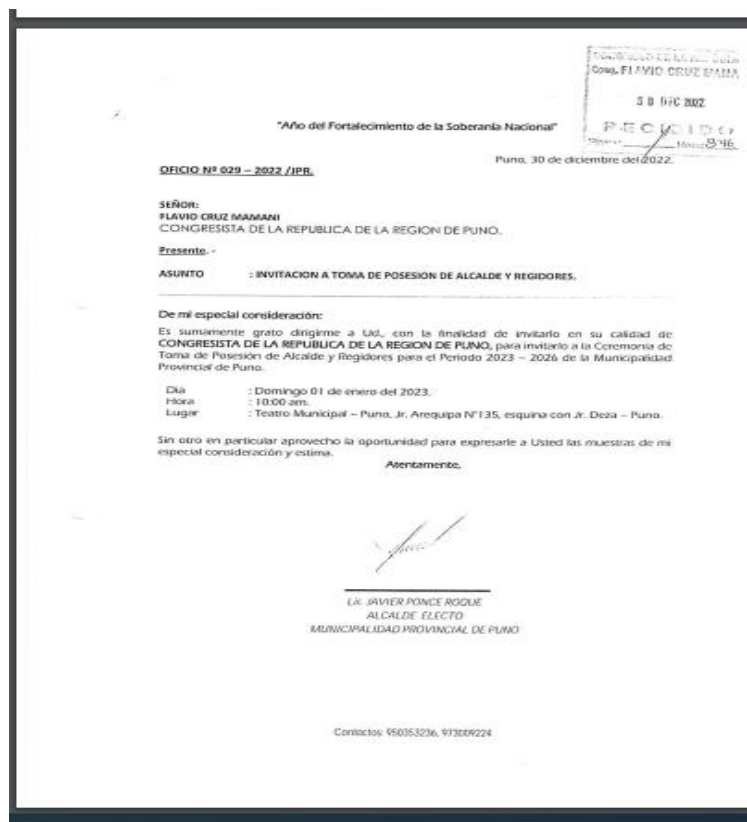 Cong. FLAVIO CRUZ MAMA
30 DIC 2022
RECIBIDO
"Año del Fortalecimiento de la Soberanía Nacional"
Puno, 30 de diciembre del 2022.
OFICIO Nº 029 – 2022 /JPR.
SEÑOR:
FLAVIO CRUZ MAMANI
CONGRESISTA DE LA REPUBLICA DE LA REGION DE PUNO.
Presente. -
ASUNTO : INVITACION A TOMA DE POSESION DE ALCALDE Y REGIDORES.
De mi especial consideración:
Es sumamente grato dirigirme a Ud., con la finalidad de invitarlo en su calidad de
CONGRESISTA DE LA REPUBLICA DE LA REGION DE PUNO, para invitarlo a la Ceremonia de
Toma de Posesión de Alcalde y Regidores para el Periodo 2023 – 2026 de la Municipalidad
Provincial de Puno.
Día : Domingo 01 de enero del 2023.
Hora : 10:00 am.
Lugar : Teatro Municipal – Puno, Jr. Arequipa N°135, esquina con Jr. Deza – Puno.
Sin otro en particular aprovecho la oportunidad para expresarle a Usted las muestras de mi
especial consideración y estima.
Atentamente,
Lic. JAVIER PONCE ROQUE
ALCALDE ELECTO
MUNICIPALIDAD PROVINCIAL DE PUNO
Contactos: 950353236, 973009224